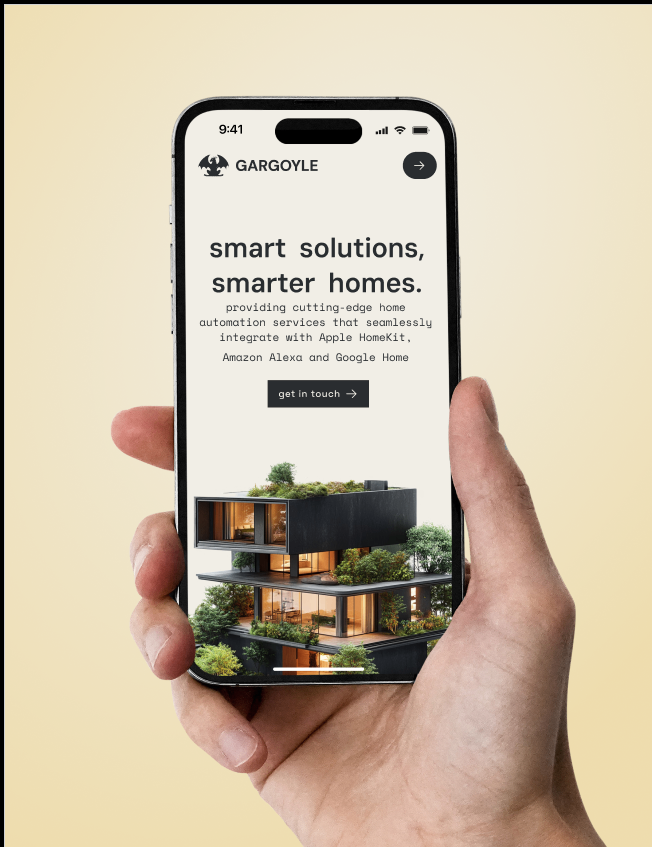 9:41
GARGOYLE
smart solutions,
smarter homes.
providing cutting-edge home
automation services that seamlessly
integrate with Apple HomeKit,
Amazon Alexa and Google Home
get in touch →